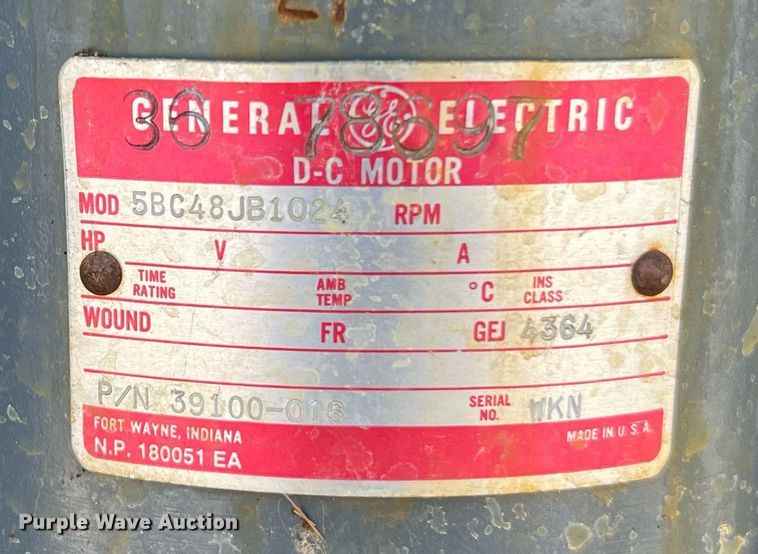 GENERAL GE ELECTRIC
36 78697
D-C MOTOR
MOD 5BC48JB1024 RPM
HP V A
TIME RATING AMB TEMP °C INS CLASS
WOUND FR GEJ 4364
P/N 39100-016 SERIAL NO. WKN
FORT WAYNE, INDIANA MADE IN U.S.A.
N.P. 180051 EA
Purple Wave Auction